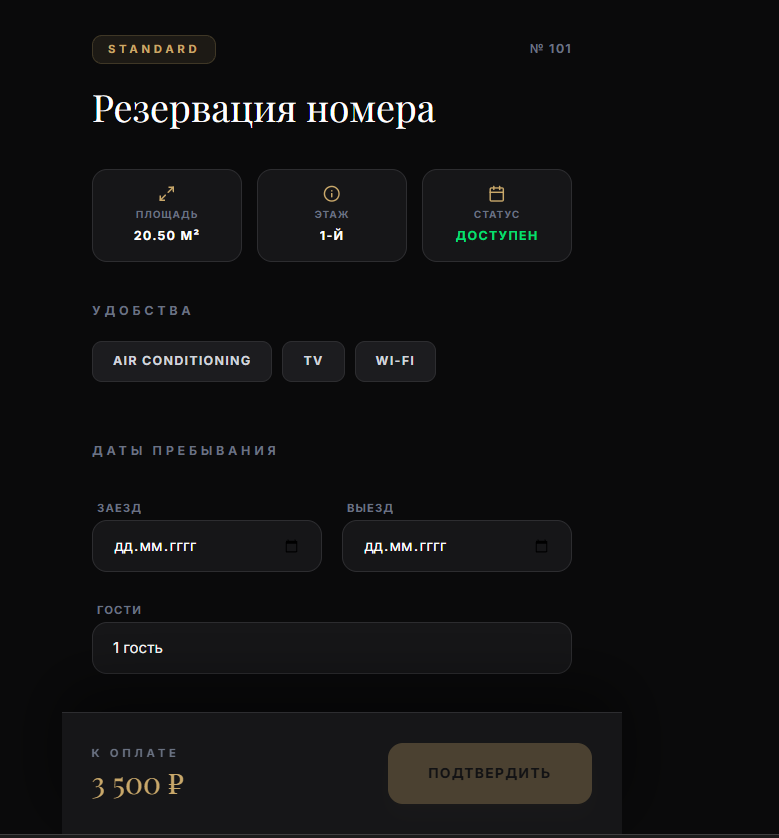 STANDARD
№ 101
Резервация номера
ПЛОЩАДЬ
20.50 М²
ЭТАЖ
1-Й
СТАТУС
ДОСТУПЕН
УДОБСТВА
AIR CONDITIONING
TV
WI-FI
ДАТЫ ПРЕБЫВАНИЯ
ЗАЕЗД
ВЫЕЗД
ДД.ММ.ГГГГ
ДД.ММ.ГГГГ
ГОСТИ
1 гость
К ОПЛАТЕ
3 500 ₽
ПОДТВЕРДИТЬ